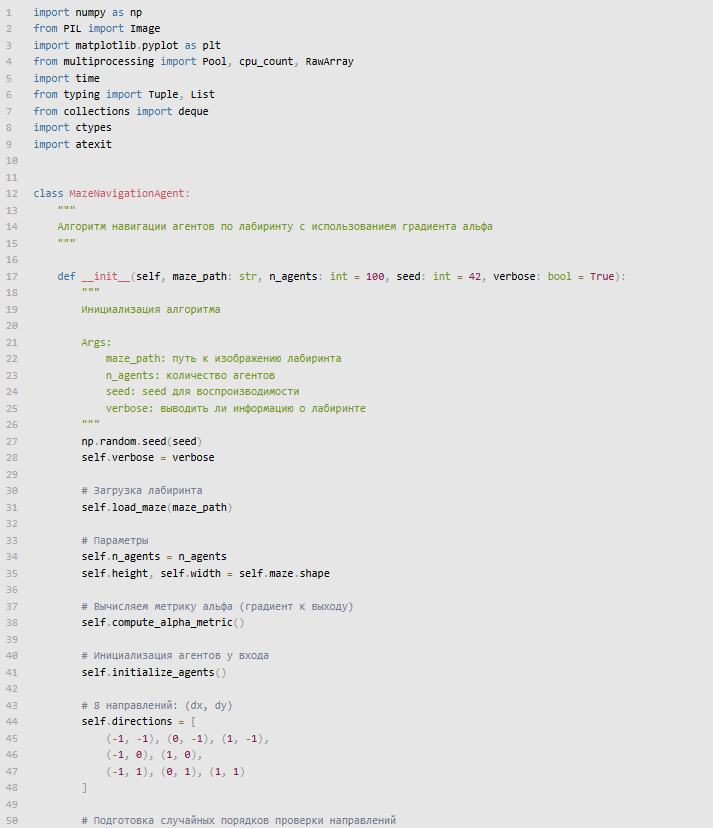 1 import numpy as np
2 from PIL import Image
3 import matplotlib.pyplot as plt
4 from multiprocessing import Pool, cpu_count, RawArray
5 import time
6 from typing import Tuple, List
7 from collections import deque
8 import ctypes
9 import atexit
10
11
12 class MazeNavigationAgent:
13     """
14     Алгоритм навигации агентов по лабиринту с использованием градиента альфа
15     """
16
17     def __init__(self, maze_path: str, n_agents: int = 100, seed: int = 42, verbose: bool = True):
18         """
19         Инициализация алгоритма
20
21         Args:
22             maze_path: путь к изображению лабиринта
23             n_agents: количество агентов
24             seed: seed для воспроизводимости
25             verbose: выводить ли информацию о лабиринте
26         """
27         np.random.seed(seed)
28         self.verbose = verbose
29
30         # Загрузка лабиринта
31         self.load_maze(maze_path)
32
33         # Параметры
34         self.n_agents = n_agents
35         self.height, self.width = self.maze.shape
36
37         # Вычисляем метрику альфа (градиент к выходу)
38         self.compute_alpha_metric()
39
40         # Инициализация агентов у входа
41         self.initialize_agents()
42
43         # 8 направлений: (dx, dy)
44         self.directions = [
45             (-1, -1), (0, -1), (1, -1),
46             (-1, 0), (1, 0),
47             (-1, 1), (0, 1), (1, 1)
48         ]
49
50         # Подготовка случайных порядков проверки направлений